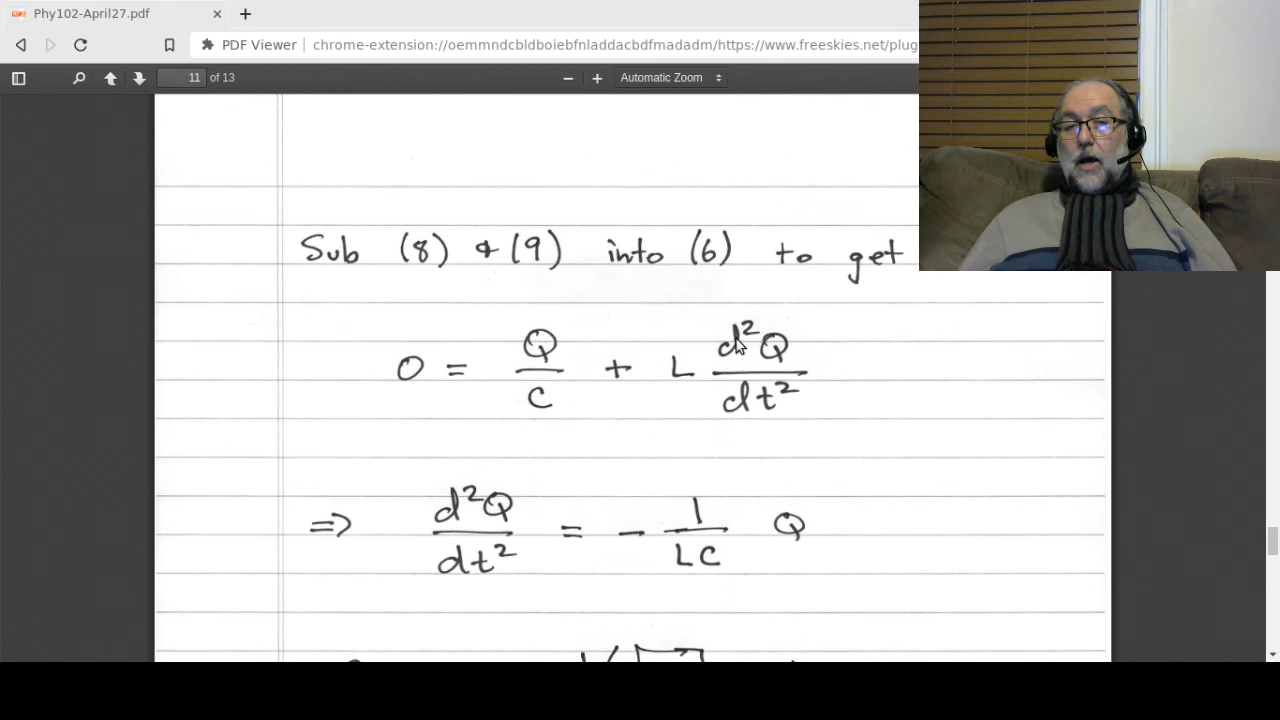 Phy102-April27.pdf
PDF Viewer chrome-extension://oemmndcbldboiebfnladdacbdfmadadm/https://www.freeskies.net/plug
11 of 13 Automatic Zoom
Sub (8) & (9) into (6) to get
0 = Q/C + L d²Q/dt²
=> d²Q/dt² = - 1/LC Q